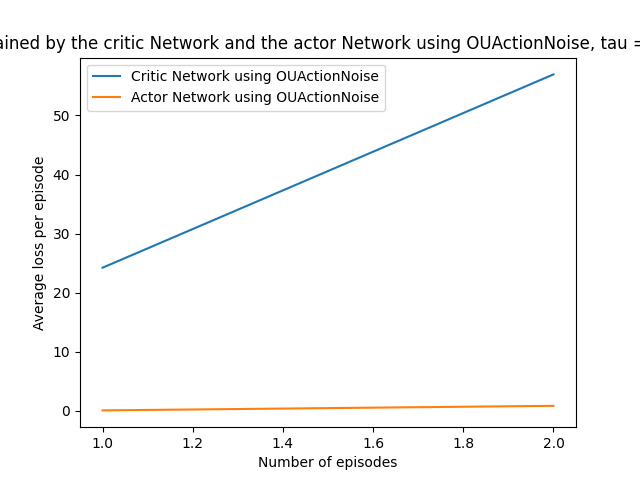 ained by the critic Network and the actor Network using OUActionNoise, tau =
Critic Network using OUActionNoise
Actor Network using OUActionNoise
Average loss per episode
50
40
30
20
10
0
1.0 1.2 1.4 1.6 1.8 2.0
Number of episodes